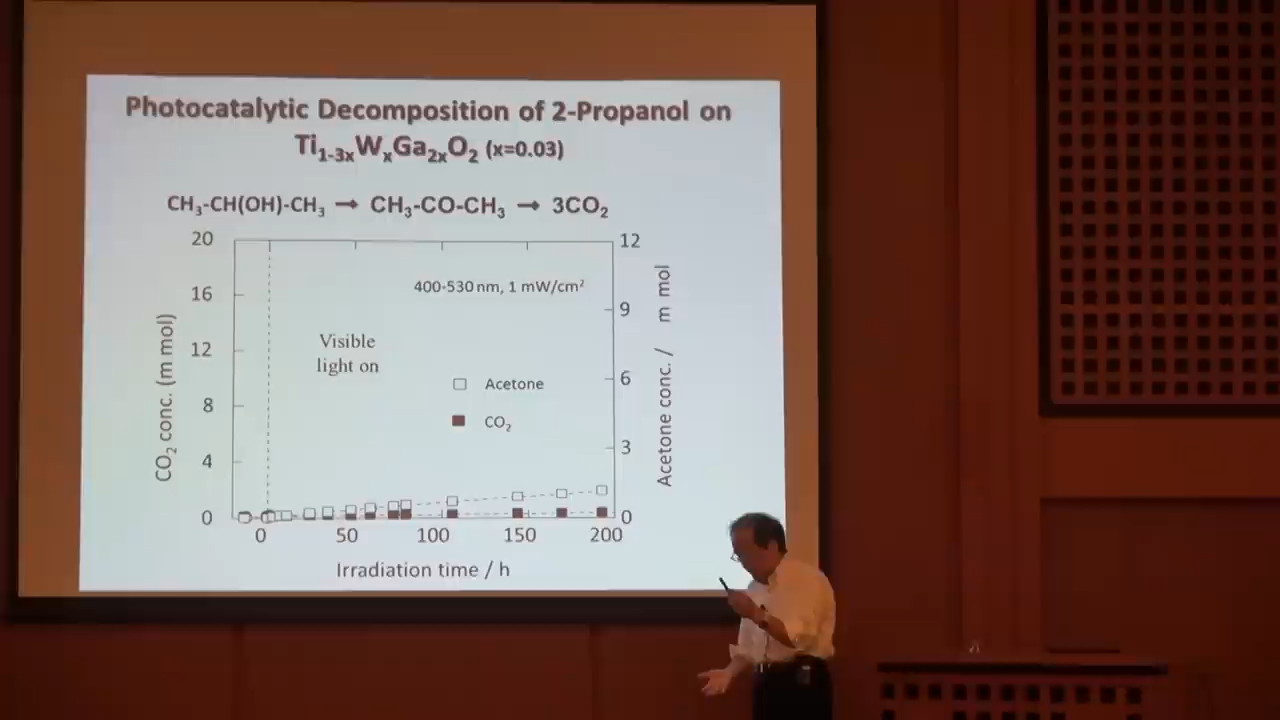 Photocatalytic Decomposition of 2-Propanol on
Ti₁₋₃ₓWₓGa₂ₓO₂ (x=0.03)
CH₃-CH(OH)-CH₃ → CH₃-CO-CH₃ → 3CO₂
20
16
12
8
4
0
CO₂ conc. (m mol)
12
9
6
3
0
Acetone conc. / m mol
400-530 nm, 1 mW/cm²
Visible
light on
Acetone
CO₂
0 50 100 150 200
Irradiation time / h